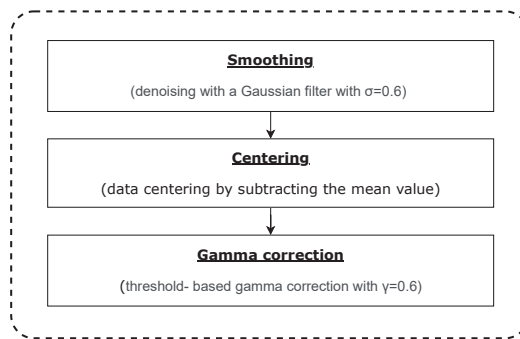 Smoothing
(denoising with a Gaussian filter with σ=0.6)
Centering
(data centering by subtracting the mean value)
Gamma correction
(threshold- based gamma correction with γ=0.6)